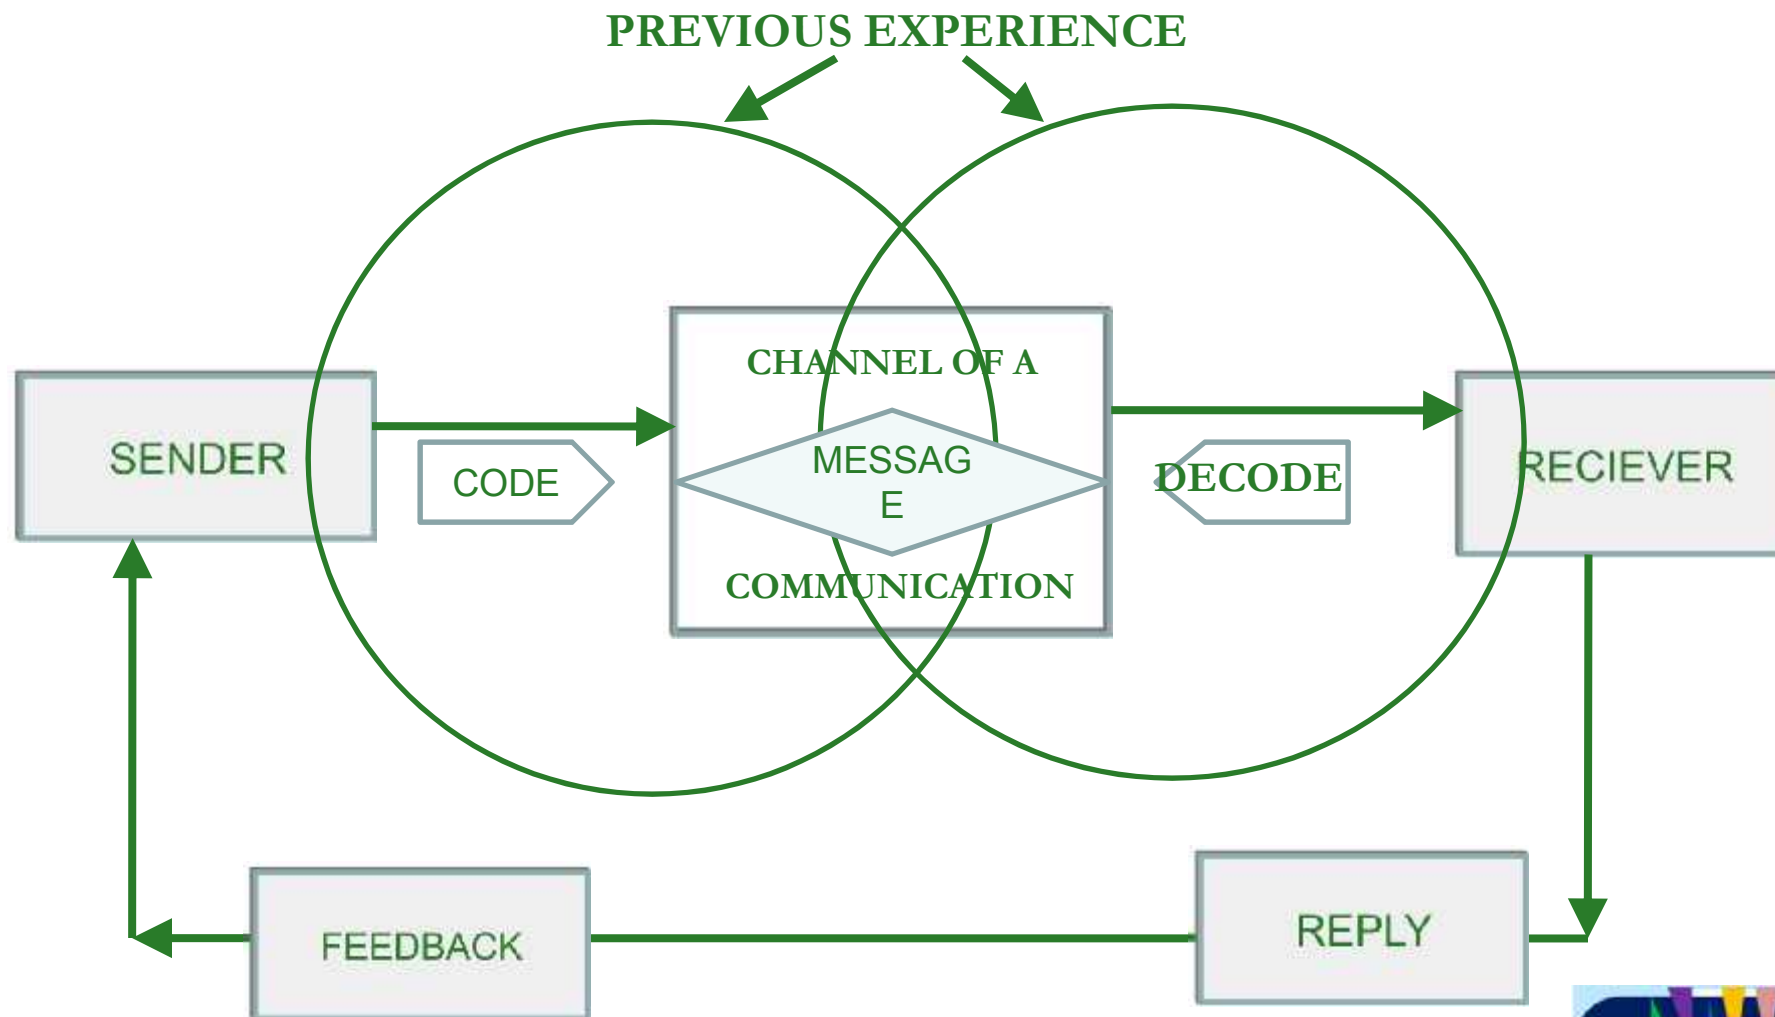 PREVIOUS EXPERIENCE
CHANNEL OF A
SENDER
CODE
MESSAG
E
DECODE
RECIEVER
COMMUNICATION
FEEDBACK
REPLY